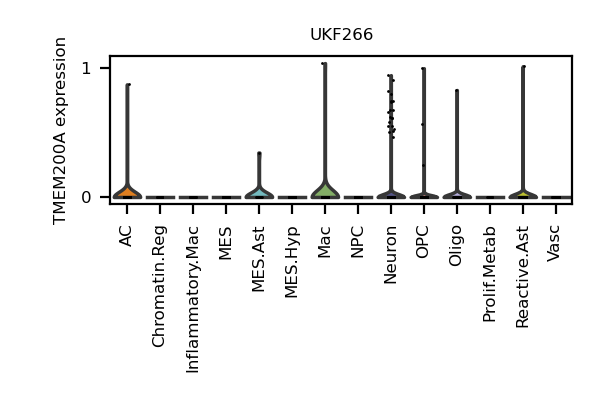 UKF266
TMEM200A expression
1
0
AC
Chromatin.Reg
Inflammatory.Mac
MES
MES.Ast
MES.Hyp
Mac
NPC
Neuron
OPC
Oligo
Prolif.Metab
Reactive.Ast
Vasc